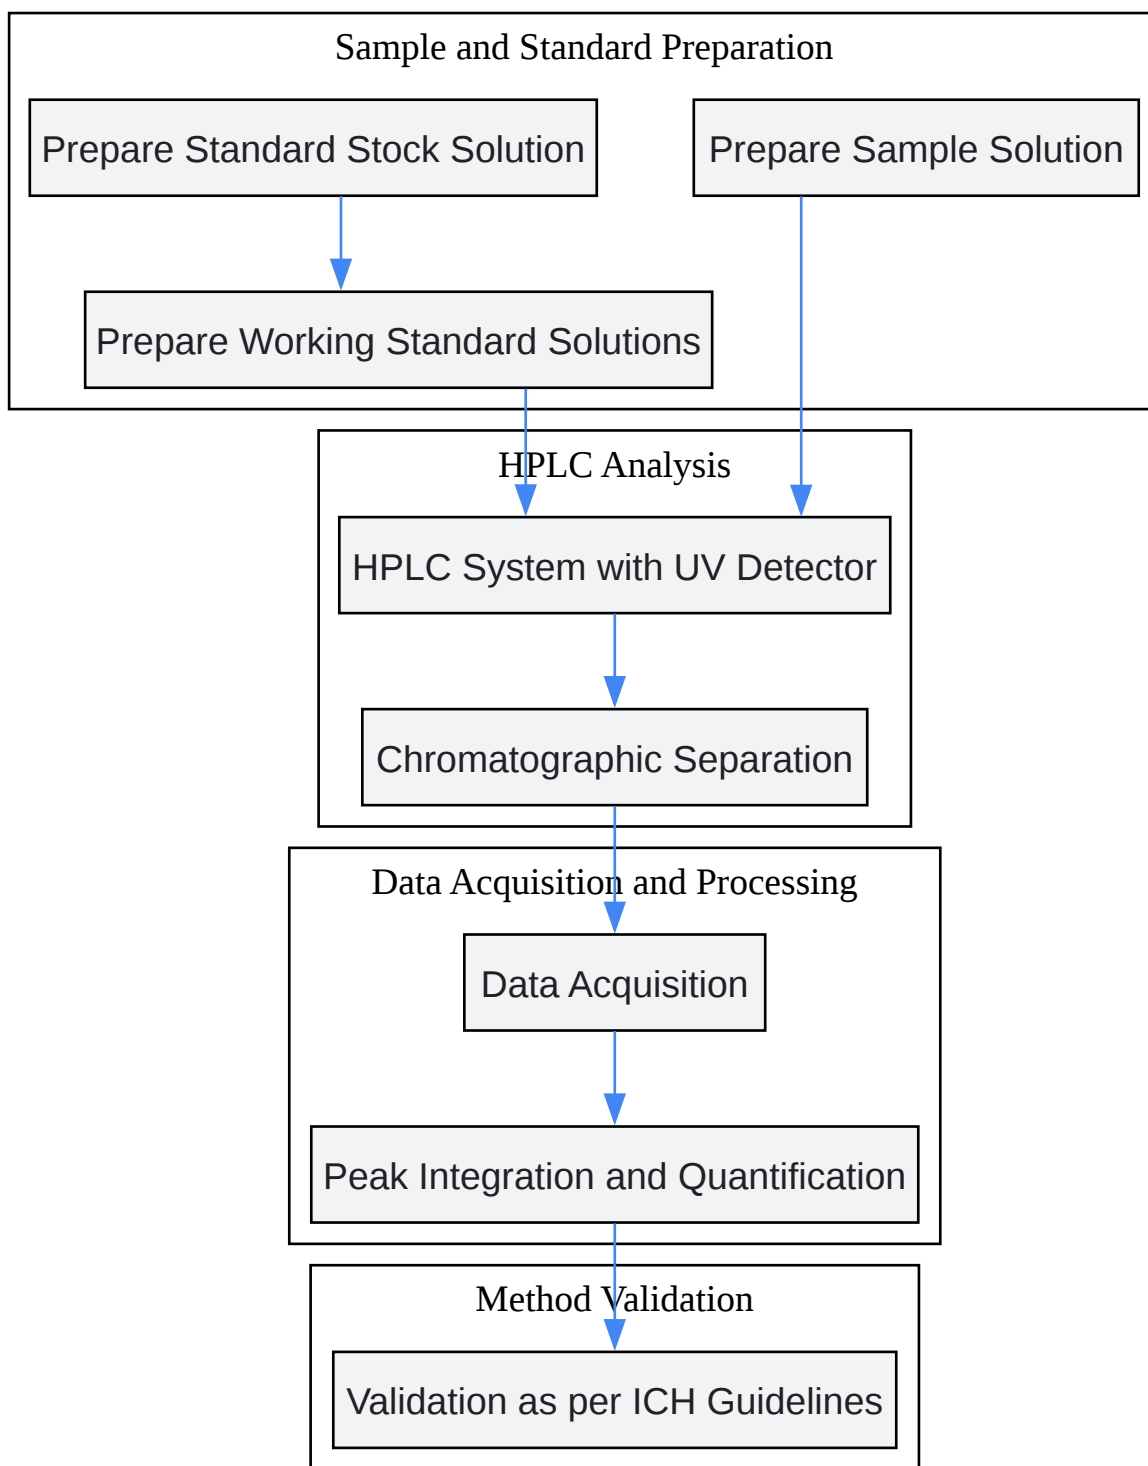 Sample and Standard Preparation
Prepare Standard Stock Solution
Prepare Sample Solution
Prepare Working Standard Solutions
HPLC Analysis
HPLC System with UV Detector
Chromatographic Separation
Data Acquisition and Processing
Data Acquisition
Peak Integration and Quantification
Method Validation
Validation as per ICH Guidelines